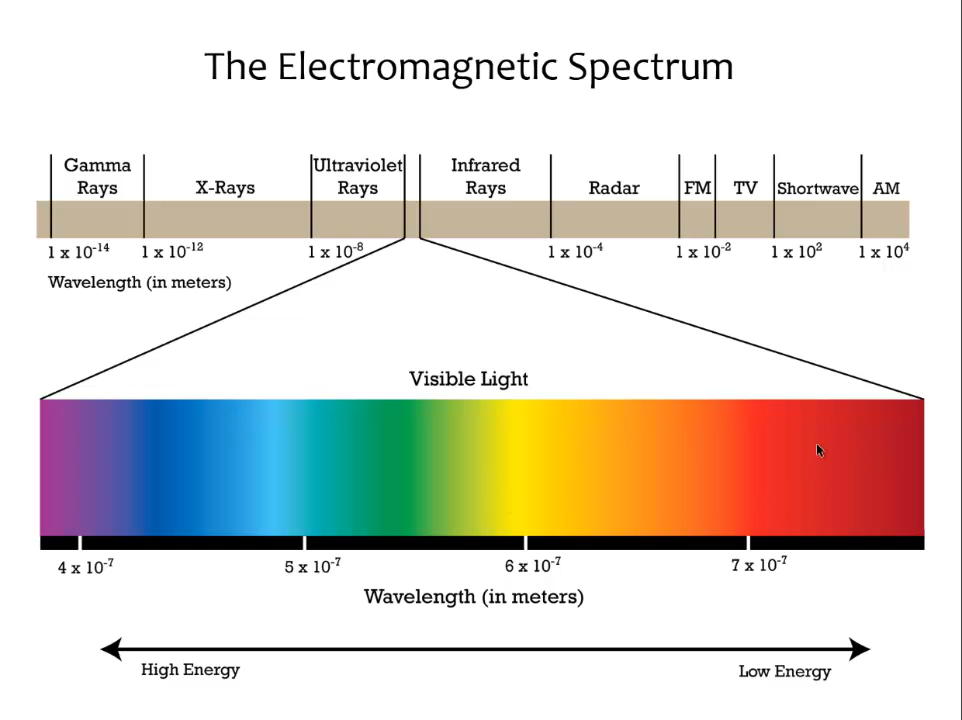 The Electromagnetic Spectrum
Gamma Rays
X-Rays
Ultraviolet Rays
Infrared Rays
Radar
FM
TV
Shortwave
AM
1 x 10⁻¹⁴ 1 x 10⁻¹² 1 x 10⁻⁸ 1 x 10⁻⁴ 1 x 10⁻² 1 x 10² 1 x 10⁴
Wavelength (in meters)
Visible Light
4 x 10⁻⁷ 5 x 10⁻⁷ 6 x 10⁻⁷ 7 x 10⁻⁷
Wavelength (in meters)
High Energy Low Energy